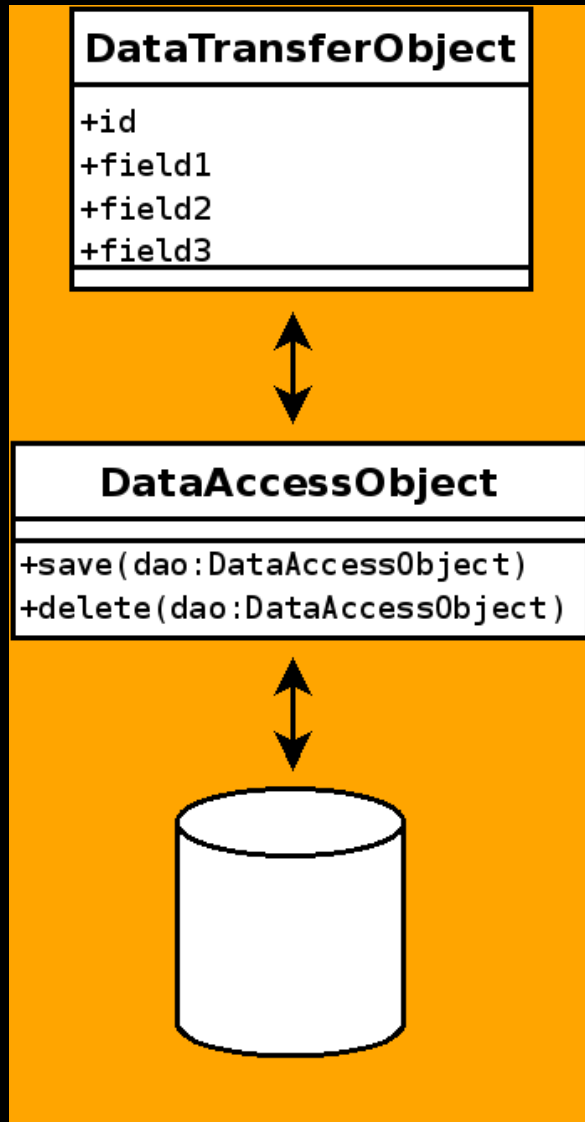 DataTransferObject
+id
+field1
+field2
+field3
DataAccessObject
+save(dao:DataAccessObject)
+delete(dao:DataAccessObject)